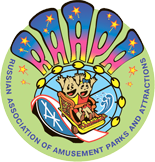 РАППА
RUSSIAN ASSOCIATION OF AMUSEMENT PARKS AND ATTRACTIONS